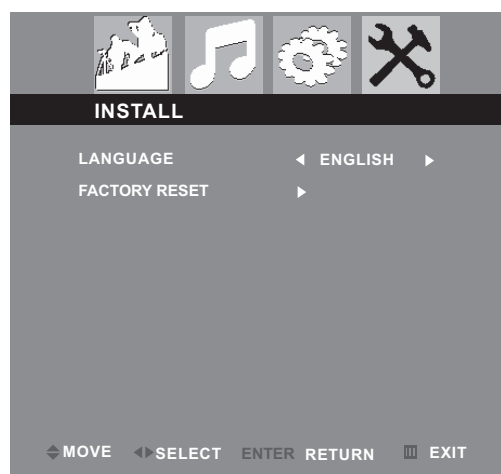 INSTALL
LANGUAGE ENGLISH
FACTORY RESET
MOVE SELECT ENTER RETURN EXIT